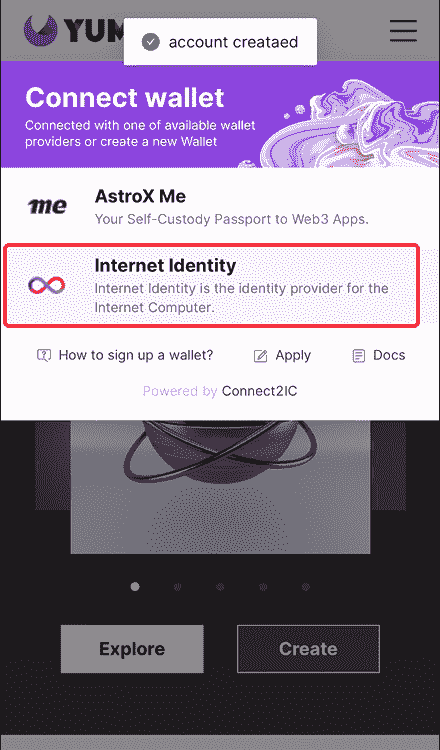 YUM
account creataed
Connect wallet
Connected with one of available wallet
providers or create a new Wallet
me
AstroX Me
Your Self-Custody Passport to Web3 Apps.
Internet Identity
Internet Identity is the identity provider for the
Internet Computer.
How to sign up a wallet? Apply Docs
Powered by Connect2IC
Explore Create